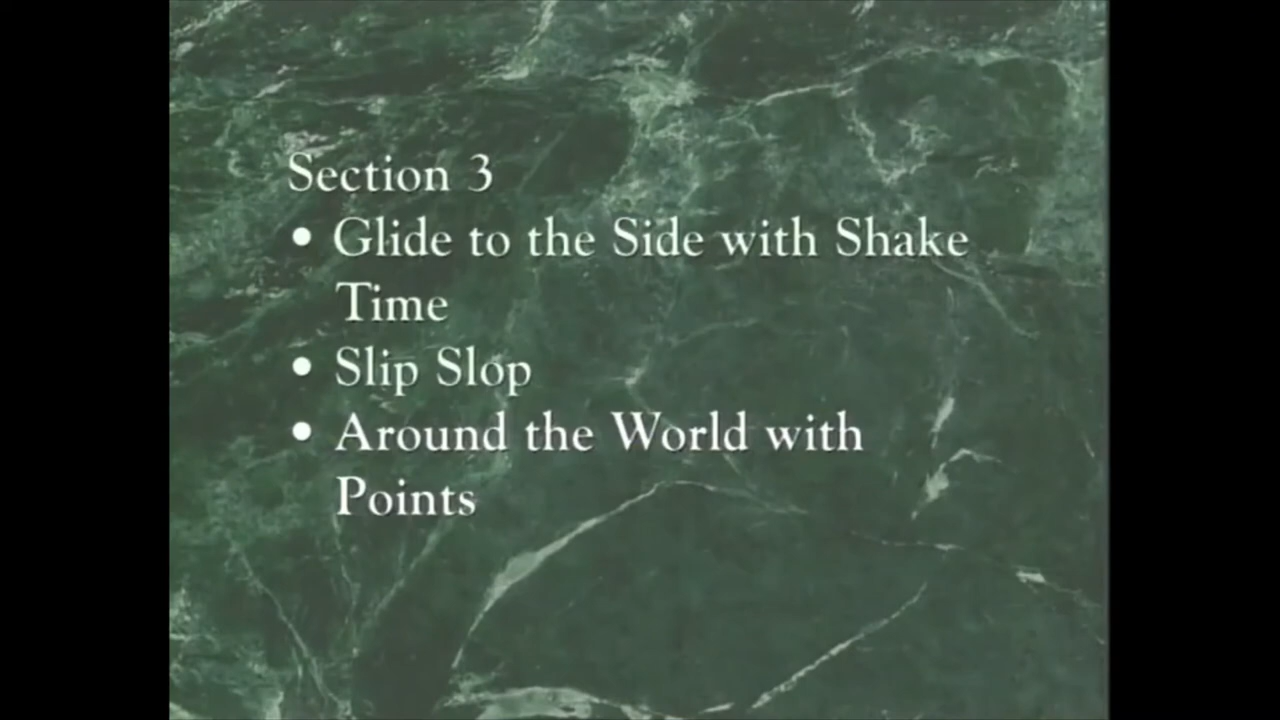 Section 3
• Glide to the Side with Shake
Time
• Slip Slop
• Around the World with
Points